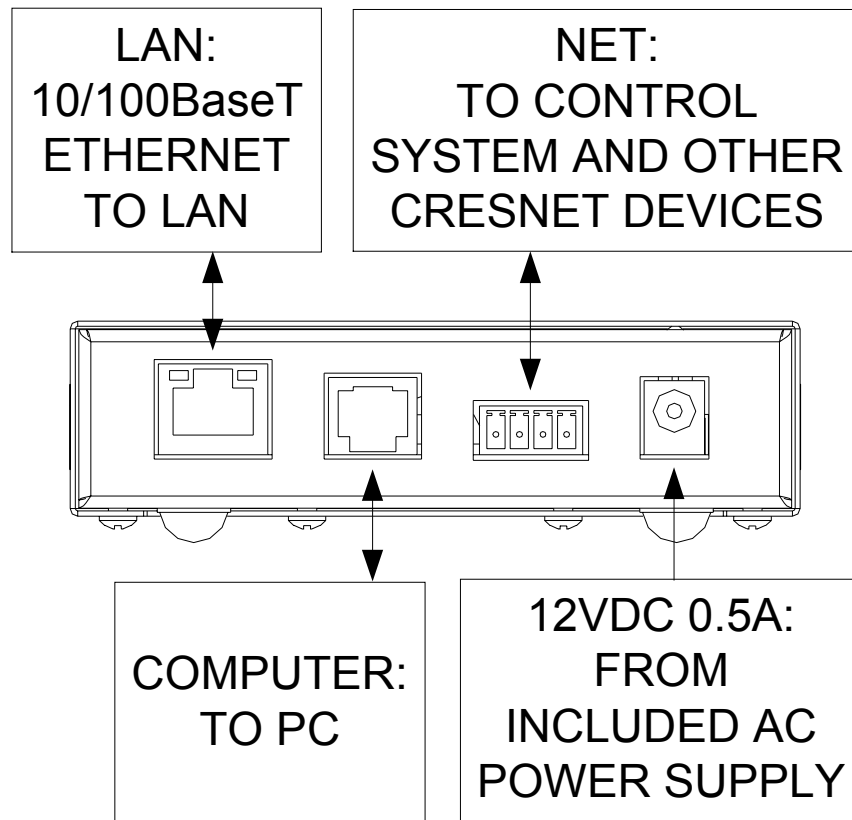 LAN:
10/100BaseT
ETHERNET
TO LAN
NET:
TO CONTROL
SYSTEM AND OTHER
CRESNET DEVICES
COMPUTER:
TO PC
12VDC 0.5A:
FROM
INCLUDED AC
POWER SUPPLY